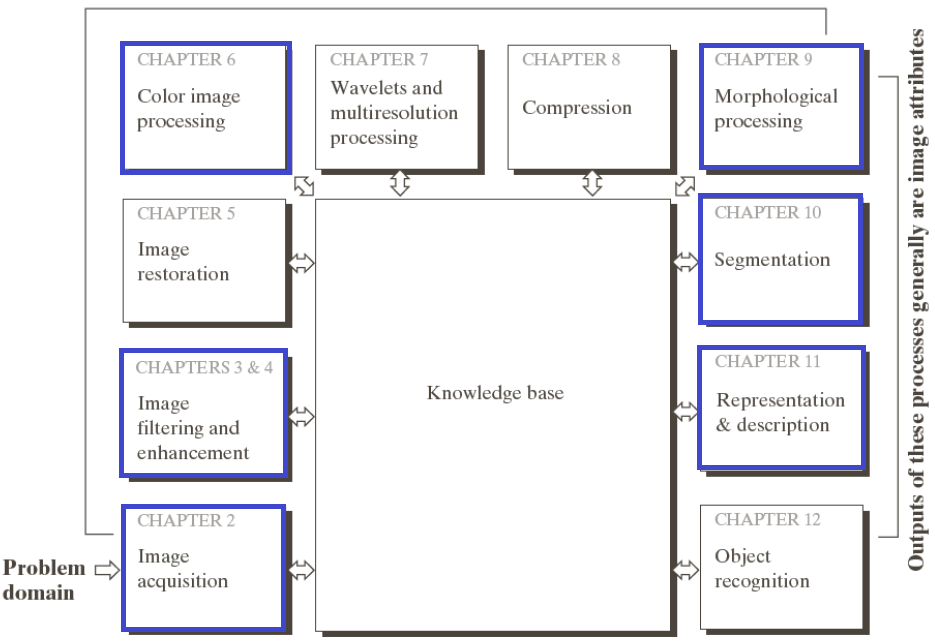 CHAPTER 6
Color image
processing
CHAPTER 7
Wavelets and
multiresolution
processing
CHAPTER 8
Compression
CHAPTER 9
Morphological
processing
CHAPTER 5
Image
restoration
CHAPTER 10
Segmentation
CHAPTERS 3 & 4
Image
filtering and
enhancement
Knowledge base
CHAPTER 11
Representation
& description
CHAPTER 2
Image
acquisition
CHAPTER 12
Object
recognition
Problem
domain
Outputs of these processes generally are image attributes